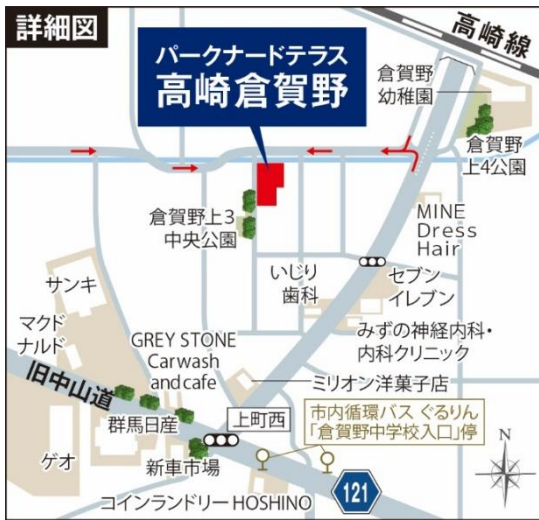 詳細図
高崎線
パークナードテラス
高崎倉賀野
倉賀野
幼稚園
倉賀野
上4公園
倉賀野上3
中央公園
MINE
Dress
Hair
いじり
歯科
セブン
イレブン
サンキ
マクド
ナルド
GREY STONE
Carwash
and cafe
みずの神経内科・
内科クリニック
ミリオン洋菓子店
旧中山道
群馬日産
上町西
市内循環バス ぐるりん
「倉賀野中学校入口」停
ゲオ
新車市場
コインランドリー HOSHINO
121
N